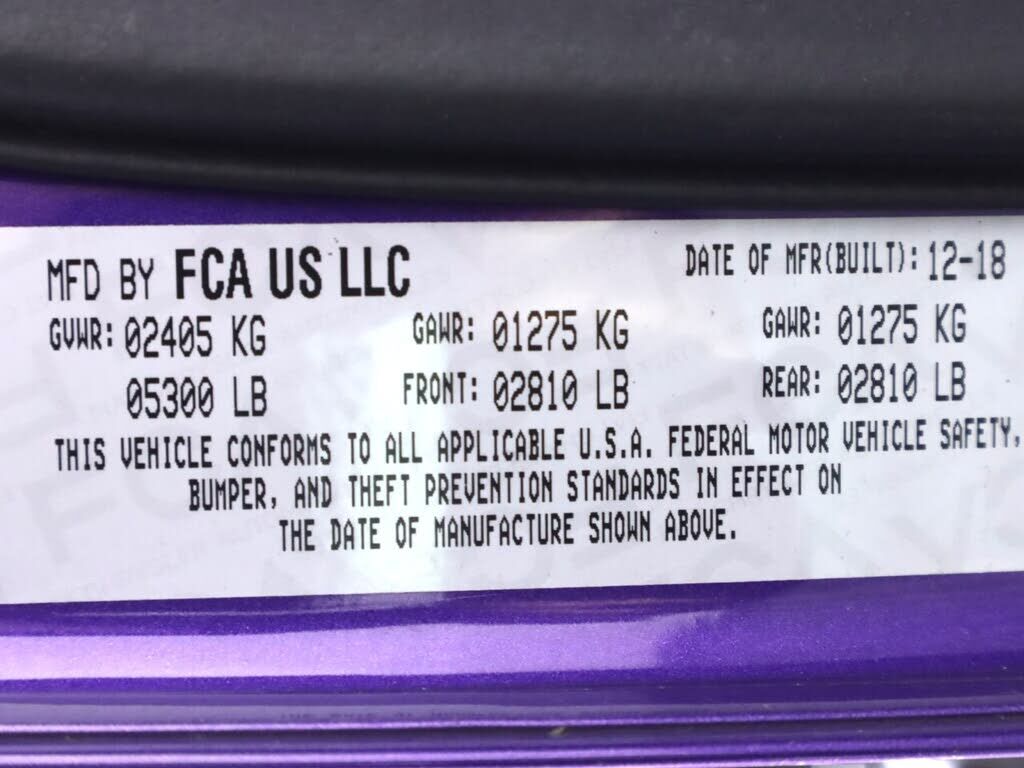 MFD BY FCA US LLC DATE OF MFR(BUILT): 12-18
GVWR: 02405 KG GAWR: 01275 KG GAWR: 01275 KG
05300 LB FRONT: 02810 LB REAR: 02810 LB
THIS VEHICLE CONFORMS TO ALL APPLICABLE U.S.A. FEDERAL MOTOR VEHICLE SAFETY,
BUMPER, AND THEFT PREVENTION STANDARDS IN EFFECT ON
THE DATE OF MANUFACTURE SHOWN ABOVE.